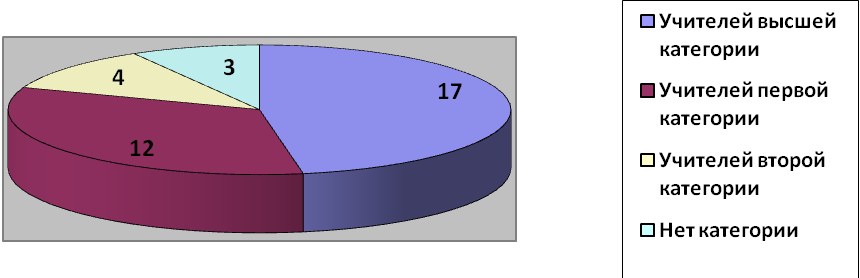 3
4
17
12
Учителей высшей
категории
Учителей первой
категории
Учителей второй
категории
Нет категории